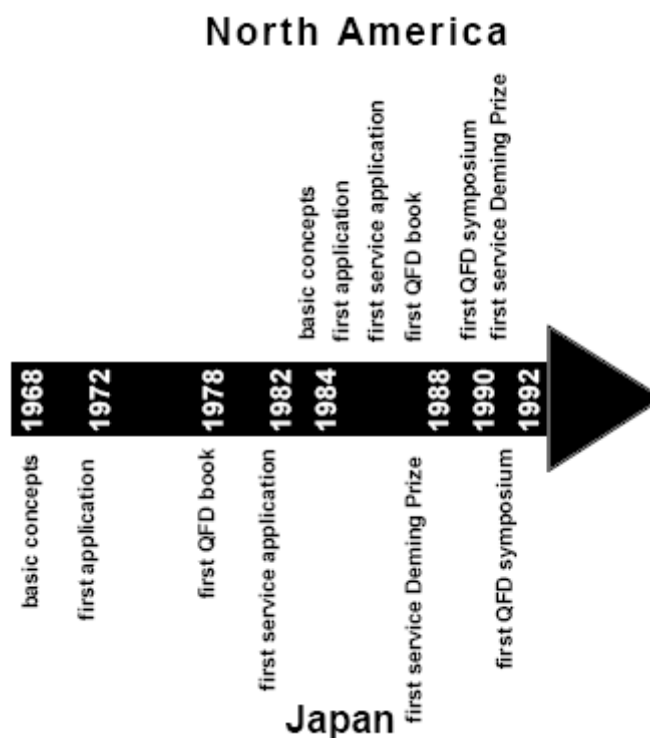 North America
basic concepts
first application
first service application
first QFD book
first QFD symposium
first service Deming Prize
1968
1972
1978
1982
1984
1988
1990
1992
basic concepts
first application
first QFD book
first service application
first service Deming Prize
first QFD symposium
Japan